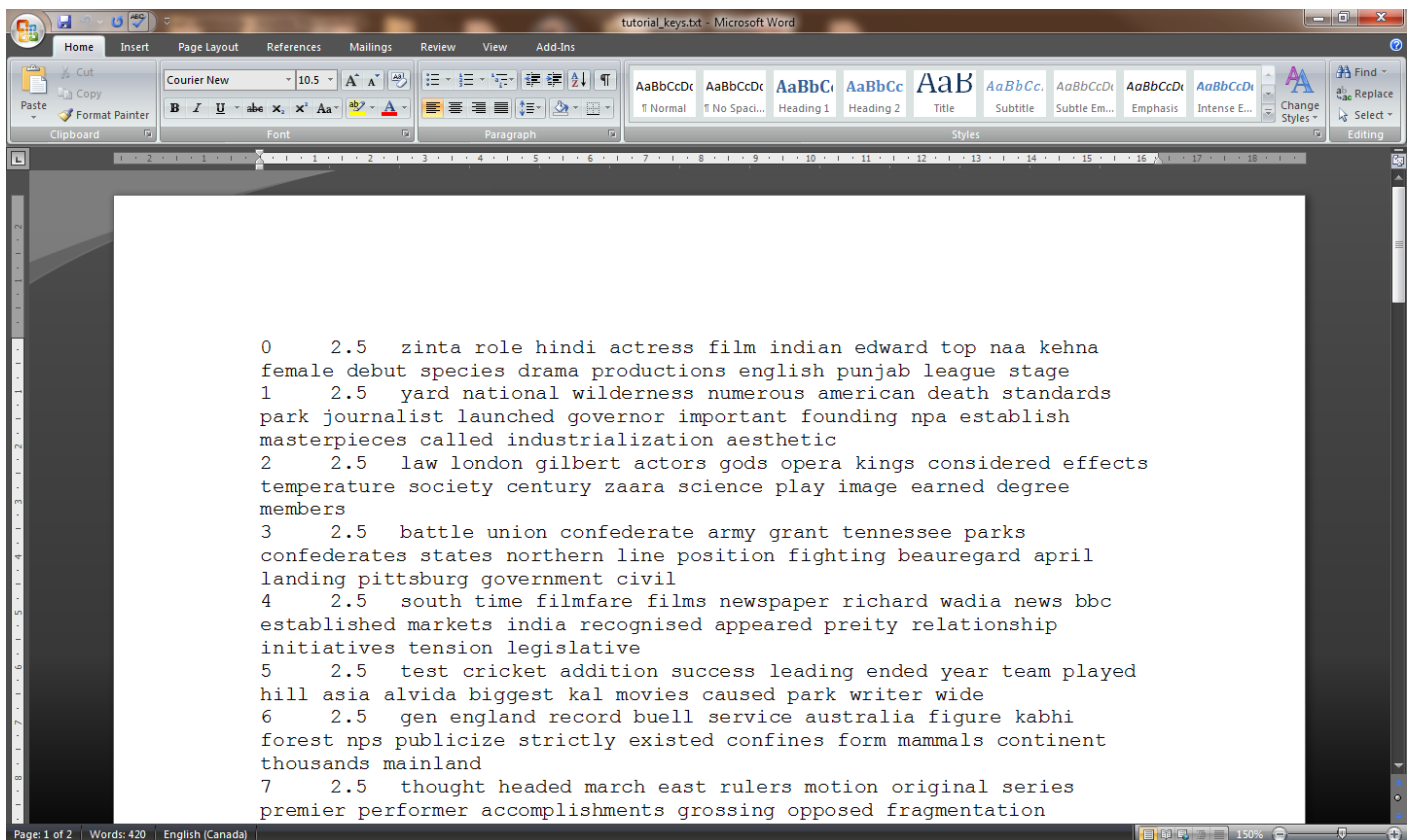 tutorial_keys.txt - Microsoft Word
Home Insert Page Layout References Mailings Review View Add-Ins
Paste
Cut
Copy
Format Painter
Clipboard
Courier New 10.5
Font
Paragraph
AaBbCcDc AaBbCcDc AaBbC AaBbCc AaB AaBbCc. AaBbCcDc AaBbCcDc AaBbCcDc
¶ Normal ¶ No Spaci... Heading 1 Heading 2 Title Subtitle Subtle Em... Emphasis Intense E...
Change Styles
Styles
Find
Replace
Select
Editing
0 2.5 zinta role hindi actress film indian edward top naa kehna
female debut species drama productions english punjab league stage
1 2.5 yard national wilderness numerous american death standards
park journalist launched governor important founding npa establish
masterpieces called industrialization aesthetic
2 2.5 law london gilbert actors gods opera kings considered effects
temperature society century zaara science play image earned degree
members
3 2.5 battle union confederate army grant tennessee parks
confederates states northern line position fighting beauregard april
landing pittsburg government civil
4 2.5 south time filmfare films newspaper richard wadia news bbc
established markets india recognised appeared preity relationship
initiatives tension legislative
5 2.5 test cricket addition success leading ended year team played
hill asia alvida biggest kal movies caused park writer wide
6 2.5 gen england record buell service australia figure kabhi
forest nps publicize strictly existed confines form mammals continent
thousands mainland
7 2.5 thought headed march east rulers motion original series
premier performer accomplishments grossing opposed fragmentation
Page: 1 of 2 Words: 420 English (Canada) 150%